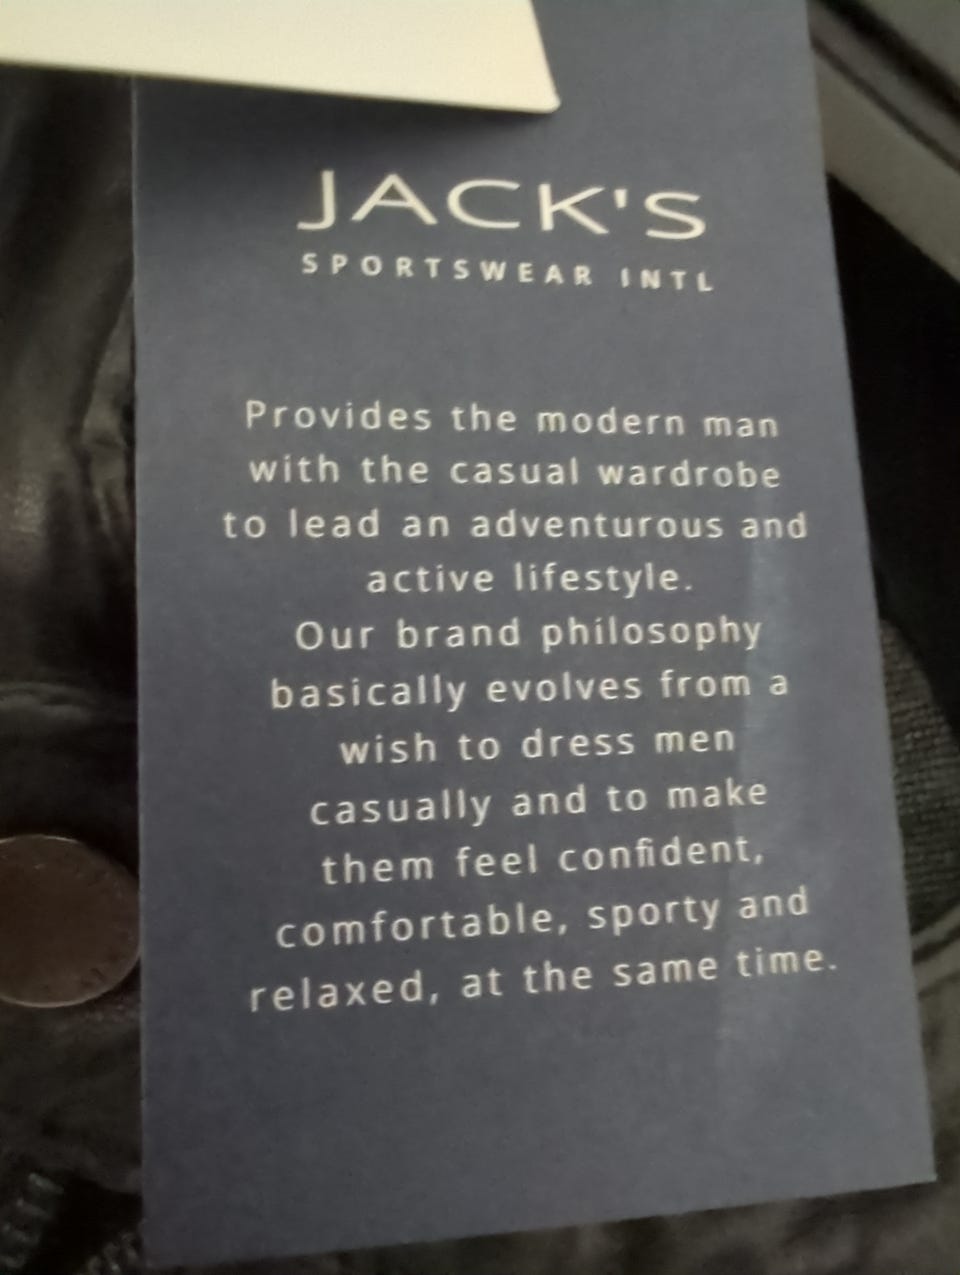 JACK'S
SPORTSWEAR INTL
Provides the modern man
with the casual wardrobe
to lead an adventurous and
active lifestyle.
Our brand philosophy
basically evolves from a
wish to dress men
casually and to make
them feel confident,
comfortable, sporty and
relaxed, at the same time.